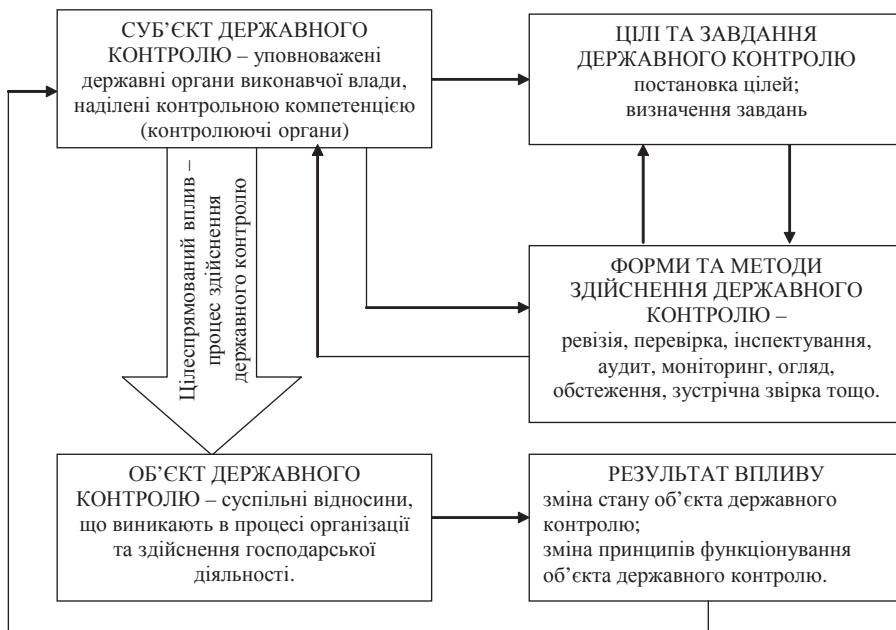 СУБ’ЄКТ ДЕРЖАВНОГО
КОНТРОЛЮ – уповноважені
державні органи виконавчої влади,
наділені контрольною компетенцією
(контролюючі органи)
ЦІЛІ ТА ЗАВДАННЯ
ДЕРЖАВНОГО КОНТРОЛЮ
постановка цілей;
визначення завдань
Цілеспрямований вплив –
процес здійснення
державного контролю
ФОРМИ ТА МЕТОДИ
ЗДІЙСНЕННЯ ДЕРЖАВНОГО
КОНТРОЛЮ –
ревізія, перевірка, інспектування,
аудит, моніторинг, огляд,
обстеження, зустрічна звірка тощо.
ОБ’ЄКТ ДЕРЖАВНОГО
КОНТРОЛЮ – суспільні відносини,
що виникають в процесі організації
та здійснення господарської
діяльності.
РЕЗУЛЬТАТ ВПЛИВУ
зміна стану об’єкта державного
контролю;
зміна принципів функціонування
об’єкта державного контролю.